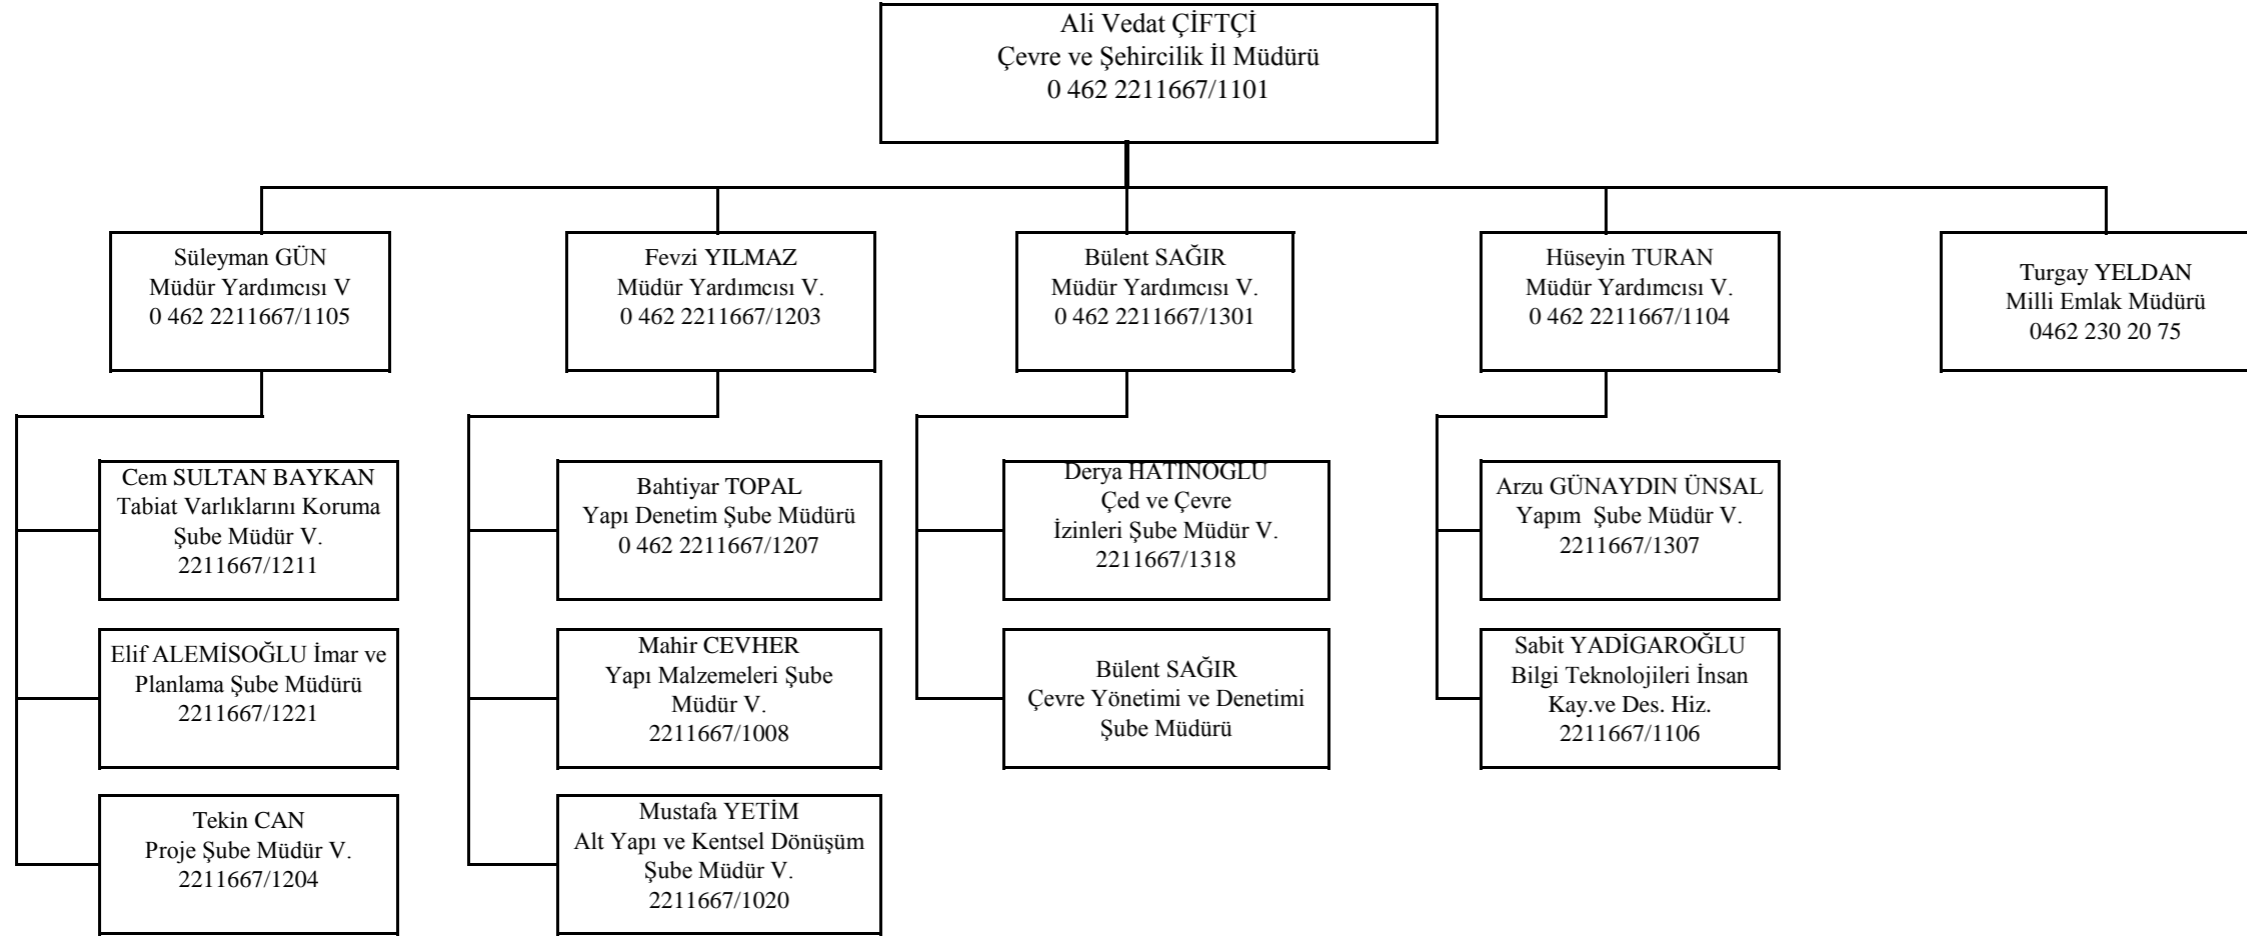 Ali Vedat ÇİFTÇİ
Çevre ve Şehircilik İl Müdürü
0 462 2211667/1101
Süleyman GÜN
Müdür Yardımcısı V
0 462 2211667/1105
Fevzi YILMAZ
Müdür Yardımcısı V.
0 462 2211667/1203
Bülent SAĞIR
Müdür Yardımcısı V.
0 462 2211667/1301
Hüseyin TURAN
Müdür Yardımcısı V.
0 462 2211667/1104
Turgay YELDAN
Milli Emlak Müdürü
0462 230 20 75
Cem SULTAN BAYKAN
Tabiat Varlıklarını Koruma
Şube Müdür V.
2211667/1211
Bahtiyar TOPAL
Yapı Denetim Şube Müdürü
0 462 2211667/1207
Derya HATİNOĞLU
Çed ve Çevre
İzinleri Şube Müdür V.
2211667/1318
Arzu GÜNAYDIN ÜNSAL
Yapım  Şube Müdür V.
2211667/1307
Elif ALEMİSOĞLU İmar ve
Planlama Şube Müdürü
2211667/1221
Mahir CEVHER
Yapı Malzemeleri Şube
Müdür V.
2211667/1008
Bülent SAĞIR
Çevre Yönetimi ve Denetimi
Şube Müdürü
Sabit YADİGAROĞLU
Bilgi Teknolojileri İnsan
Kay.ve Des. Hiz.
2211667/1106
Tekin CAN
Proje Şube Müdür V.
2211667/1204
Mustafa YETİM
Alt Yapı ve Kentsel Dönüşüm
Şube Müdür V.
2211667/1020